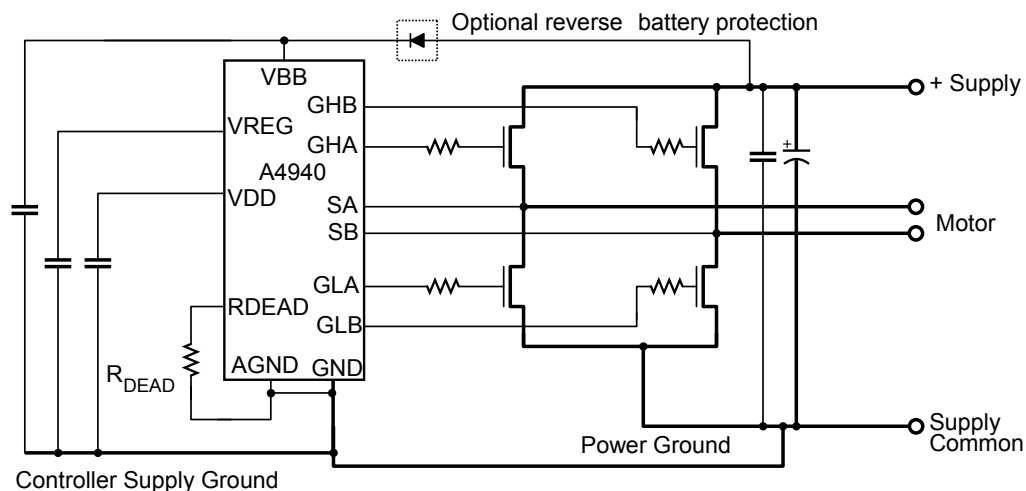 Optional reverse battery protection
VBB
GHB
+ Supply
VREG
GHA
A4940
VDD
SA
Motor
SB
GLA
RDEAD
GLB
AGND
GND
RDEAD
+
Supply
Common
Power Ground
Controller Supply Ground